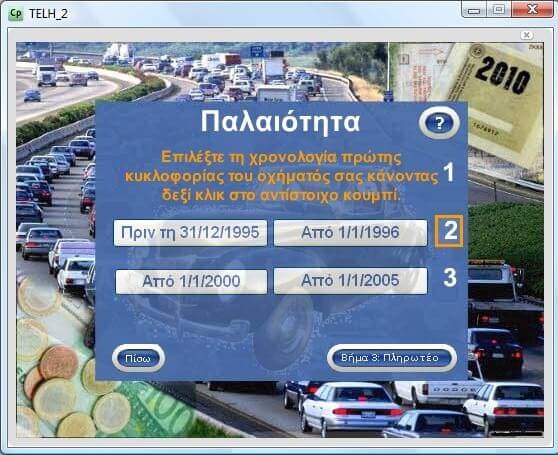 Cp TELH_2
2010
Παλαιότητα
?
Επιλέξτε τη χρονολογία πρώτης
κυκλοφορίας του οχήματός σας κάνοντας
δεξί κλικ στο αντίστοιχο κουμπί.
1
Πριν τη 31/12/1995
Από 1/1/1996
2
Από 1/1/2000
Από 1/1/2005
3
Πίσω
Βήμα 3: Πληρωτέο